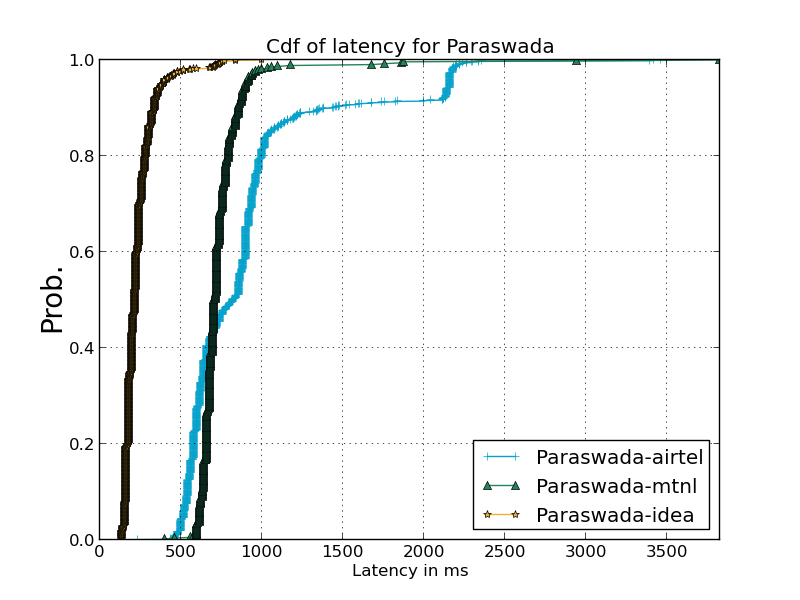 Cdf of latency for Paraswada
Prob.
1.0
0.8
0.6
0.4
0.2
0.0
0 500 1000 1500 2000 2500 3000 3500
Latency in ms
Paraswada-airtel
Paraswada-mtnl
Paraswada-idea